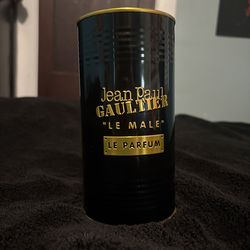 Jean Paul
GAULTIER
"LE MALE"
LE PARFUM